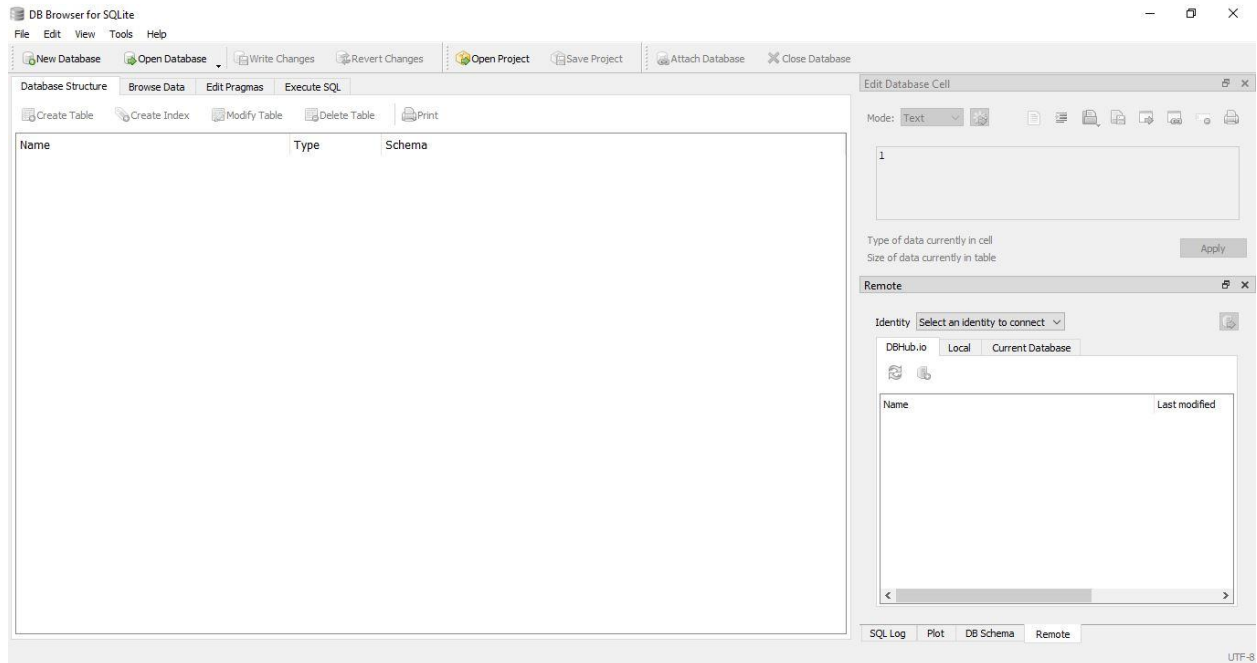 DB Browser for SQLite
File Edit View Tools Help
New Database Open Database Write Changes Revert Changes Open Project Save Project Attach Database Close Database
Database Structure Browse Data Edit Pragmas Execute SQL
Create Table Create Index Modify Table Delete Table Print
Name Type Schema
Edit Database Cell
Mode: Text
1
Type of data currently in cell
Size of data currently in table
Apply
Remote
Identity Select an identity to connect
DBHub.io Local Current Database
Name Last modified
SQL Log Plot DB Schema Remote
UTF-8